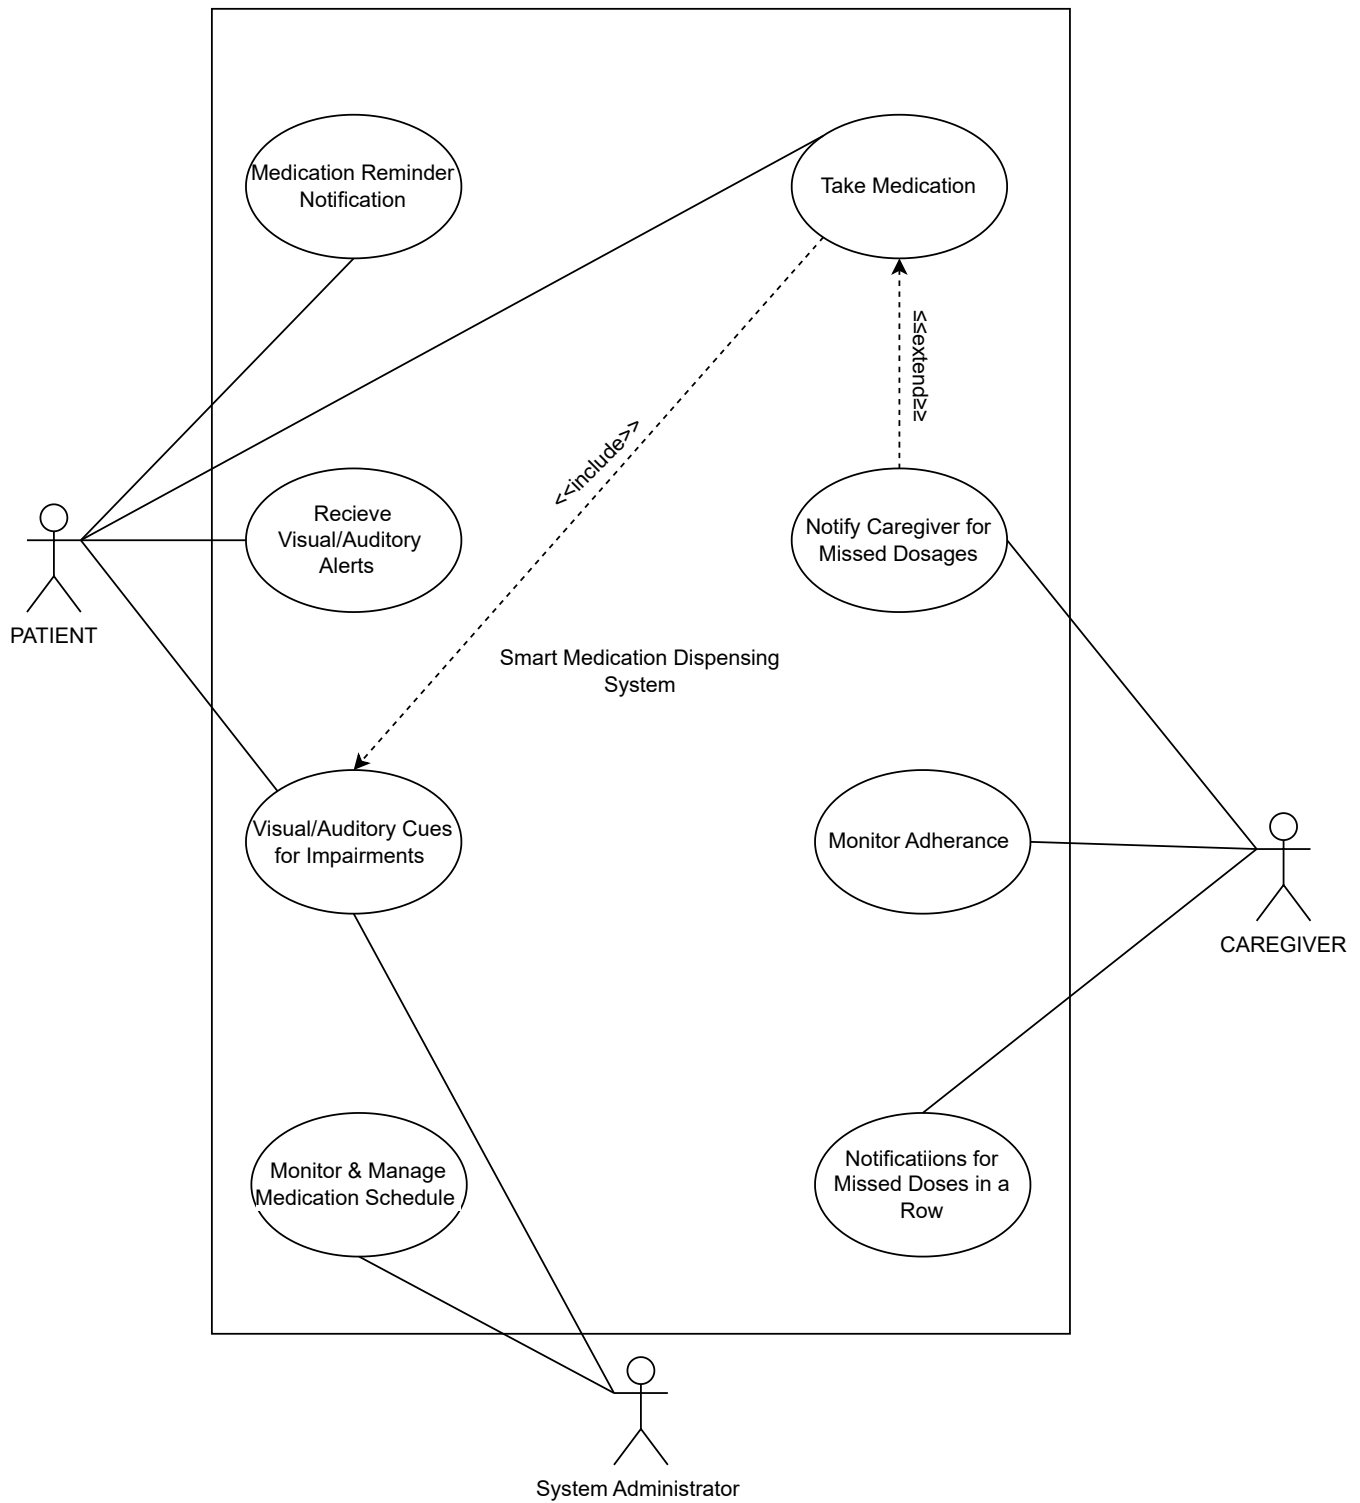 Medication Reminder
Notification
Take Medication
<<extend>>
<<include>>
Recieve
Visual/Auditory
Alerts
Notify Caregiver for
Missed Dosages
PATIENT
Smart Medication Dispensing
System
Visual/Auditory Cues
for Impairments
Monitor Adherance
CAREGIVER
Monitor & Manage
Medication Schedule
Notificatiions for
Missed Doses in a
Row
System Administrator